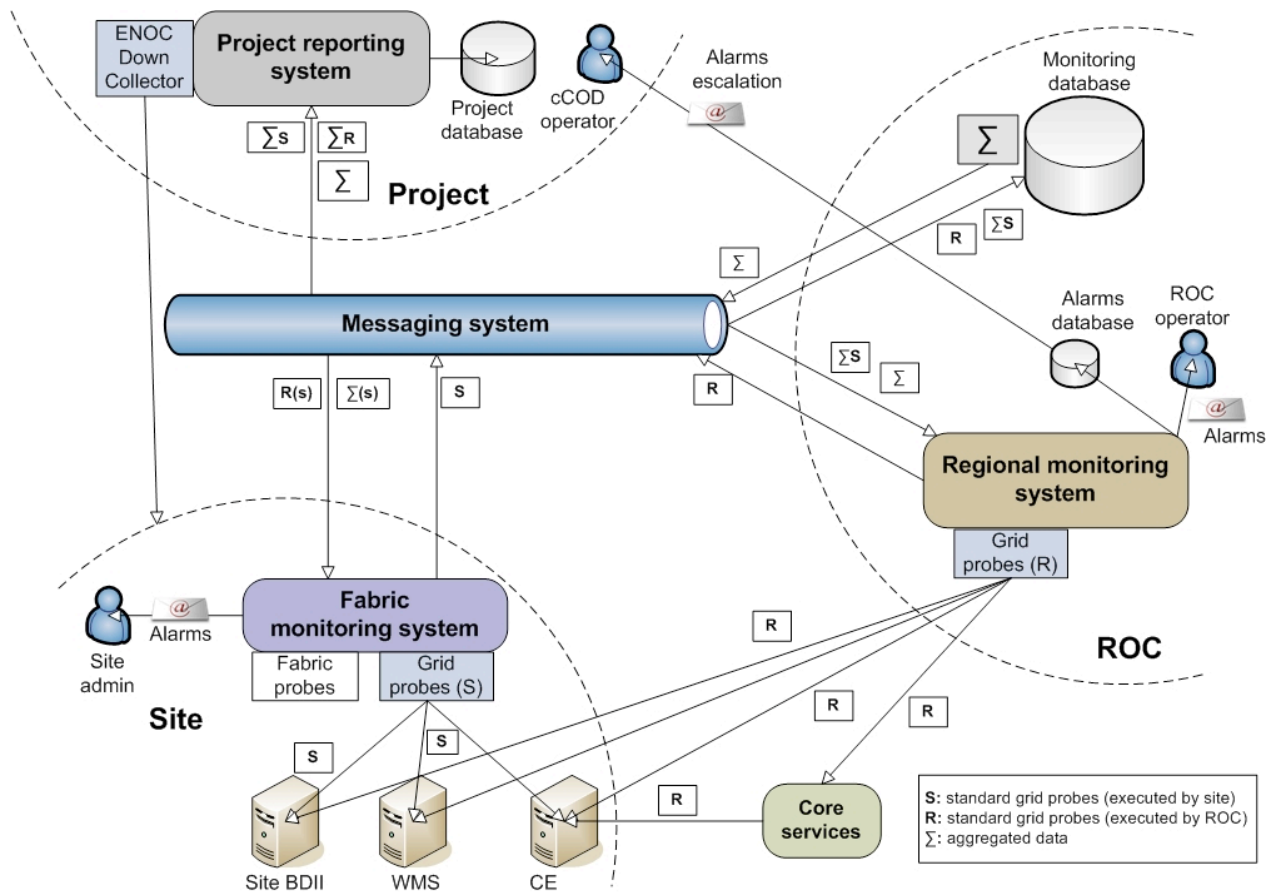 ENOC
Down
Collector
Project reporting
system
Project
database
cCOD
operator
Alarms
escalation
@
Monitoring
database
∑S
∑R
∑
Project
∑
R
∑S
∑
Messaging system
Alarms
database
ROC
operator
@
Alarms
R(s)
∑(s)
S
R
∑S
∑
Regional monitoring
system
Grid
probes (R)
ROC
@
Alarms
Site
admin
Fabric
monitoring system
Fabric
probes
Grid
probes (S)
Site
S
S
R
R
R
R
Core
services
Site BDII
WMS
CE
S: standard grid probes (executed by site)
R: standard grid probes (executed by ROC)
∑: aggregated data